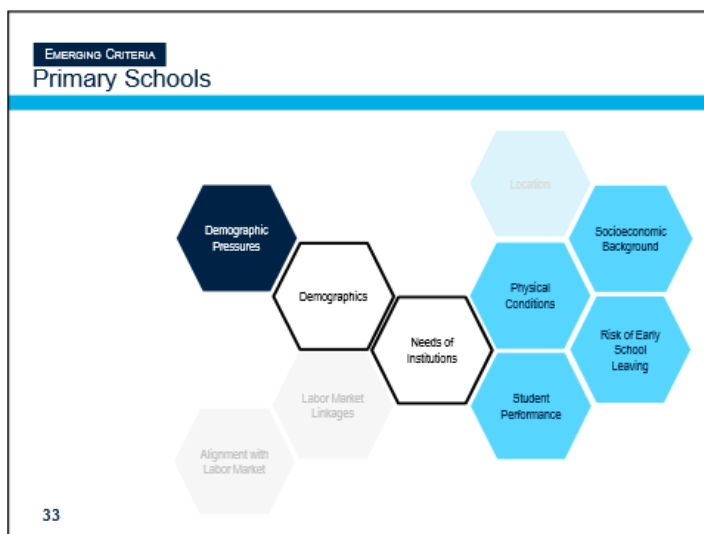 EMERGING CRITERIA
Primary Schools
Location
Demographic
Pressures
Socioeconomic
Background
Demographics
Physical
Conditions
Needs of
Institutions
Risk of Early
School
Leaving
Labor Market
Linkages
Student
Performance
Alignment with
Labor Market
33